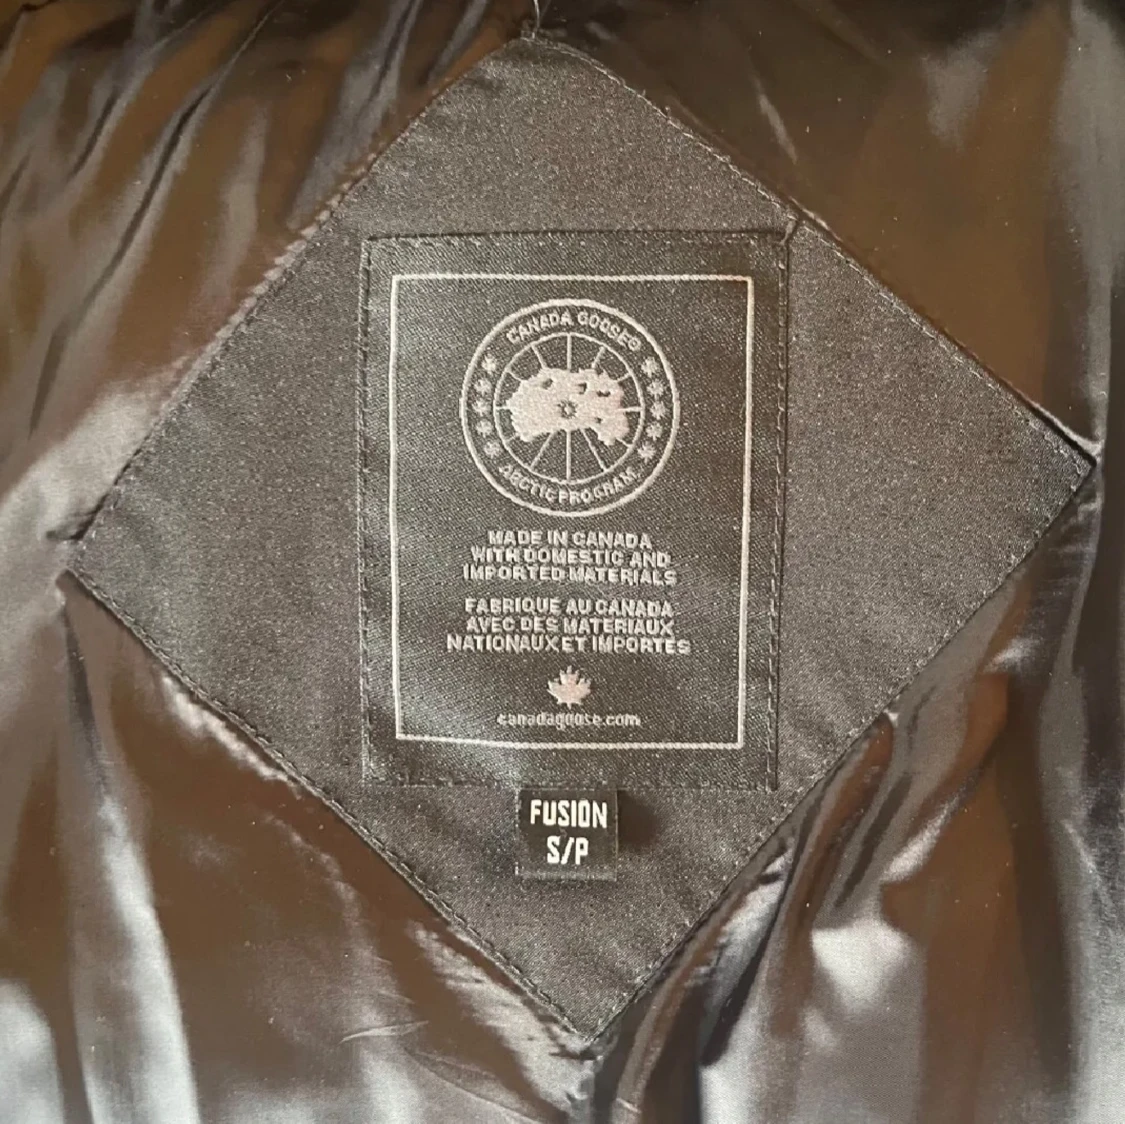 CANADA GOOSE®
ARCTIC PROGRAM
MADE IN CANADA
WITH DOMESTIC AND
IMPORTED MATERIALS
FABRIQUÉ AU CANADA
AVEC DES MATERIAUX
NATIONAUX ET IMPORTES
canadagoose.com
FUSION
S/P